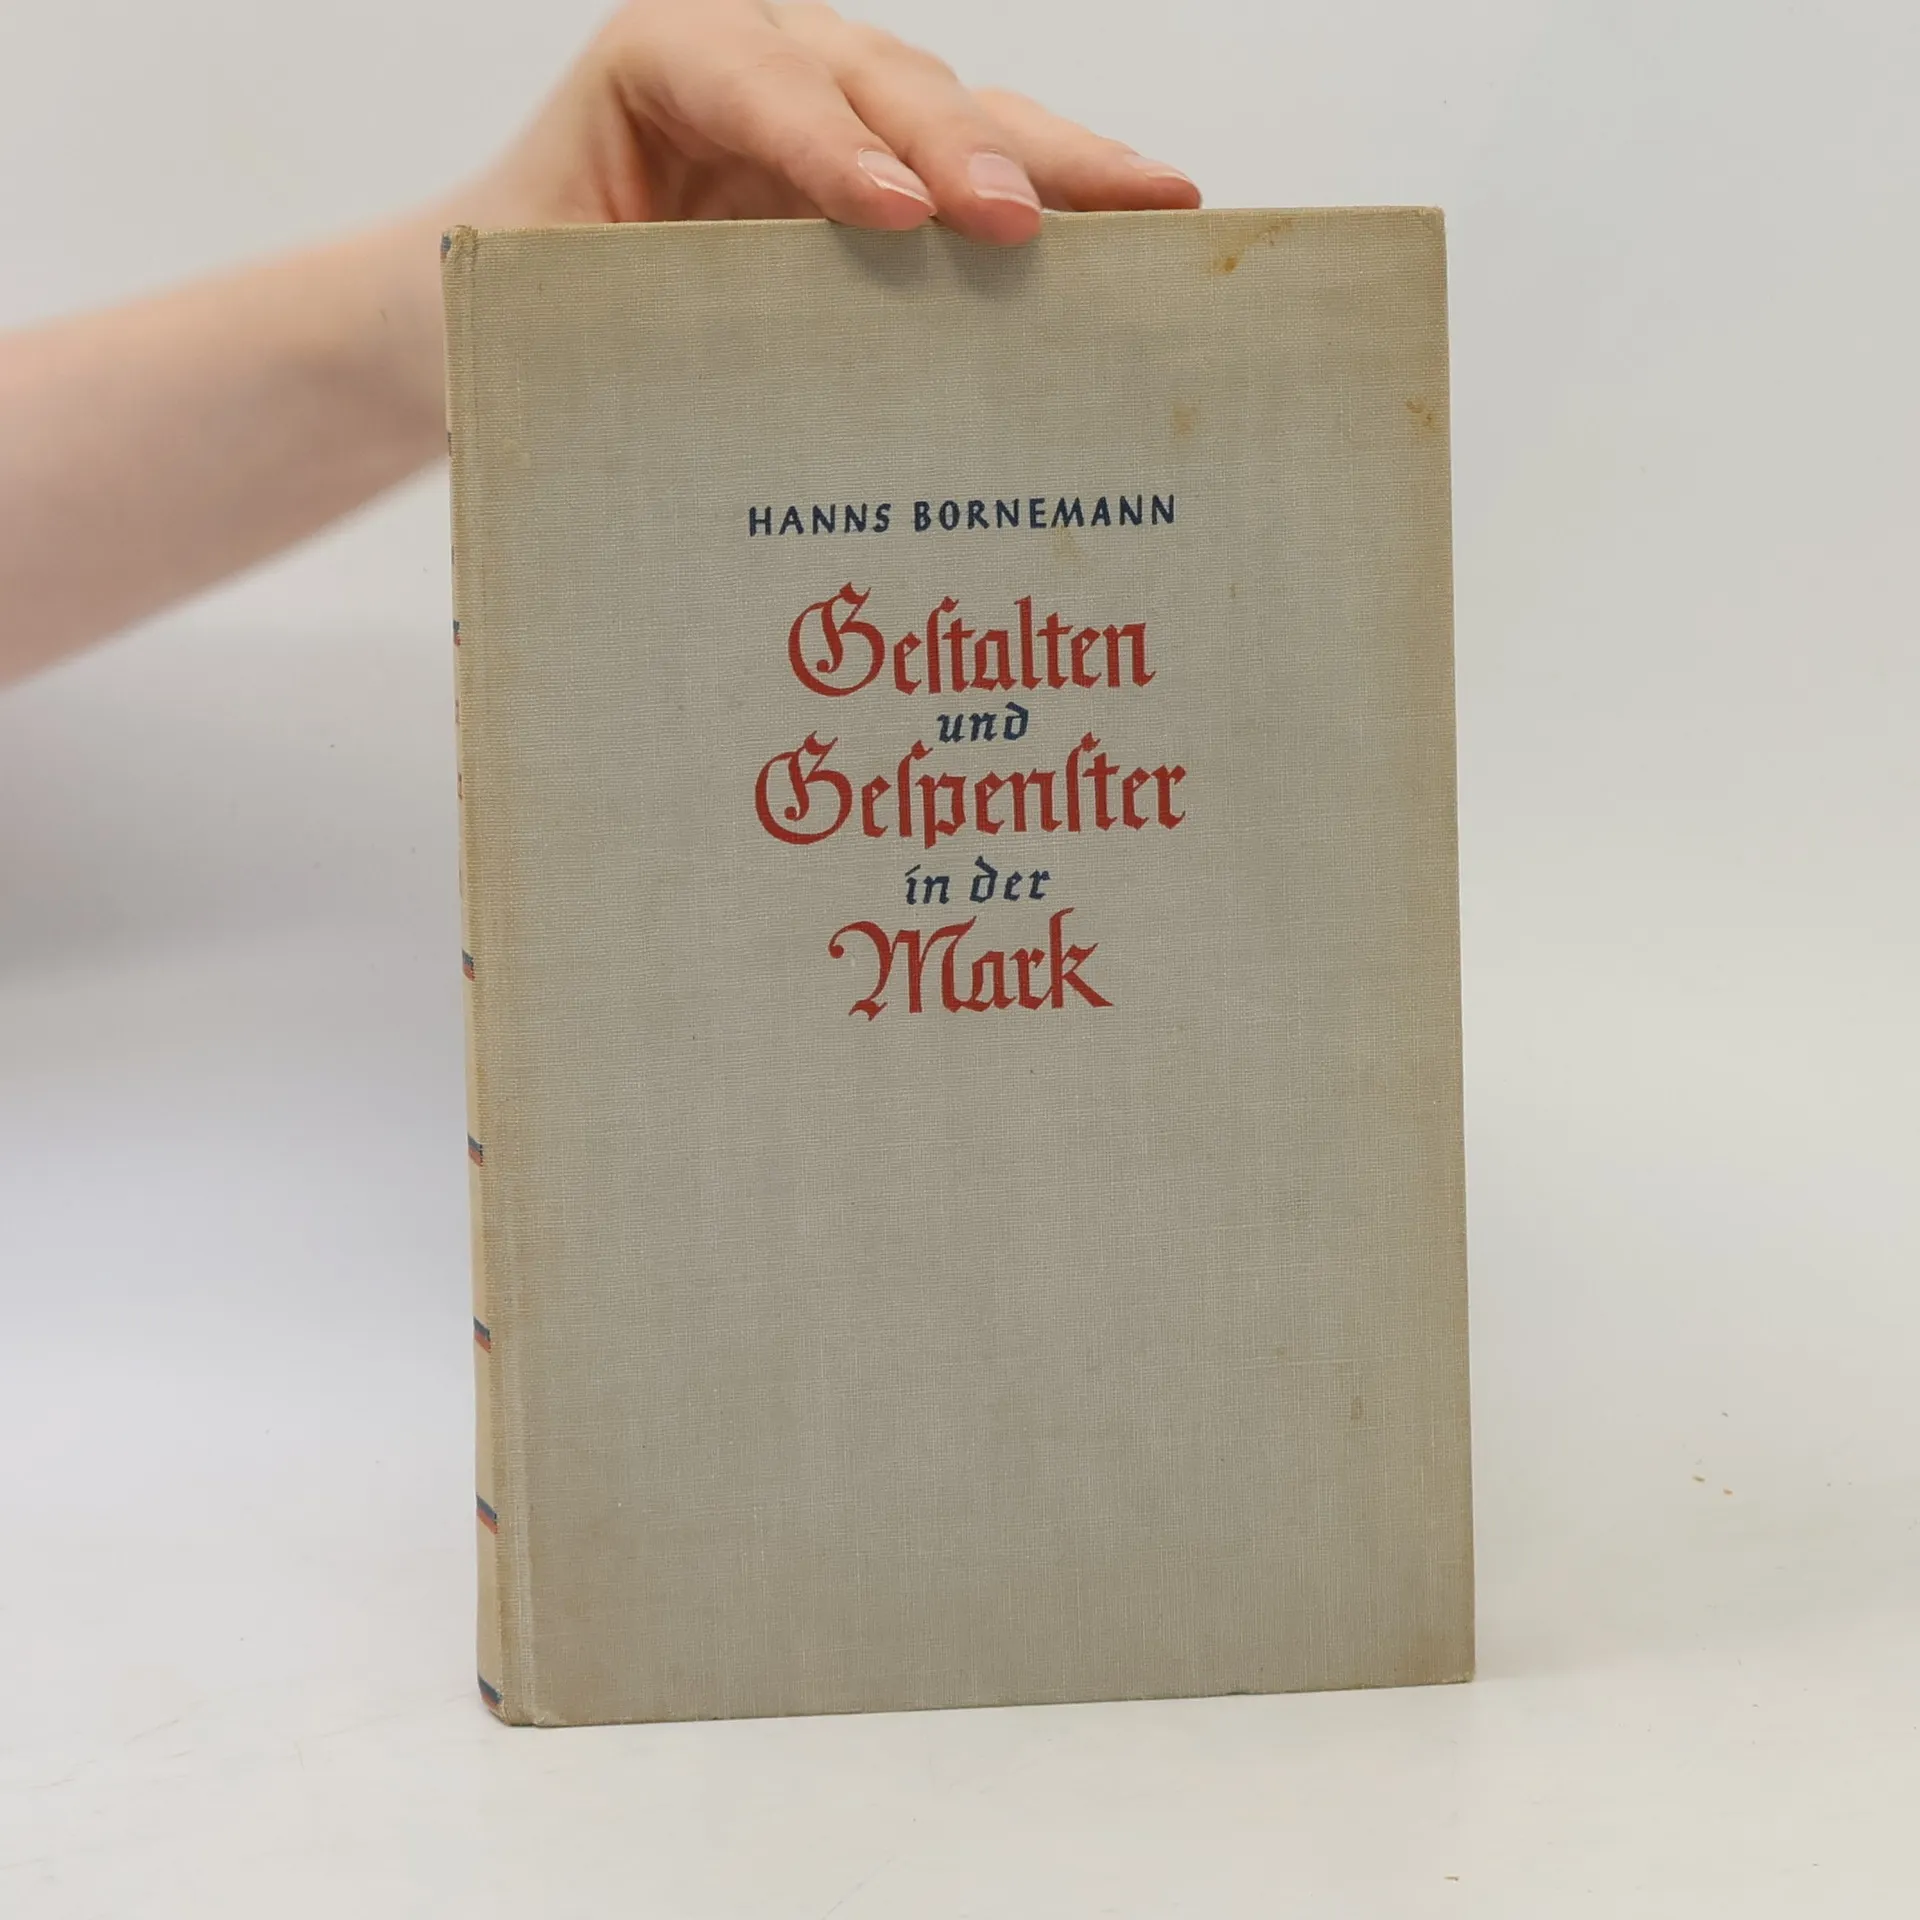 HANNS BORNEMANN
Geſtalten
und
Geſpenſter
in der
Mark